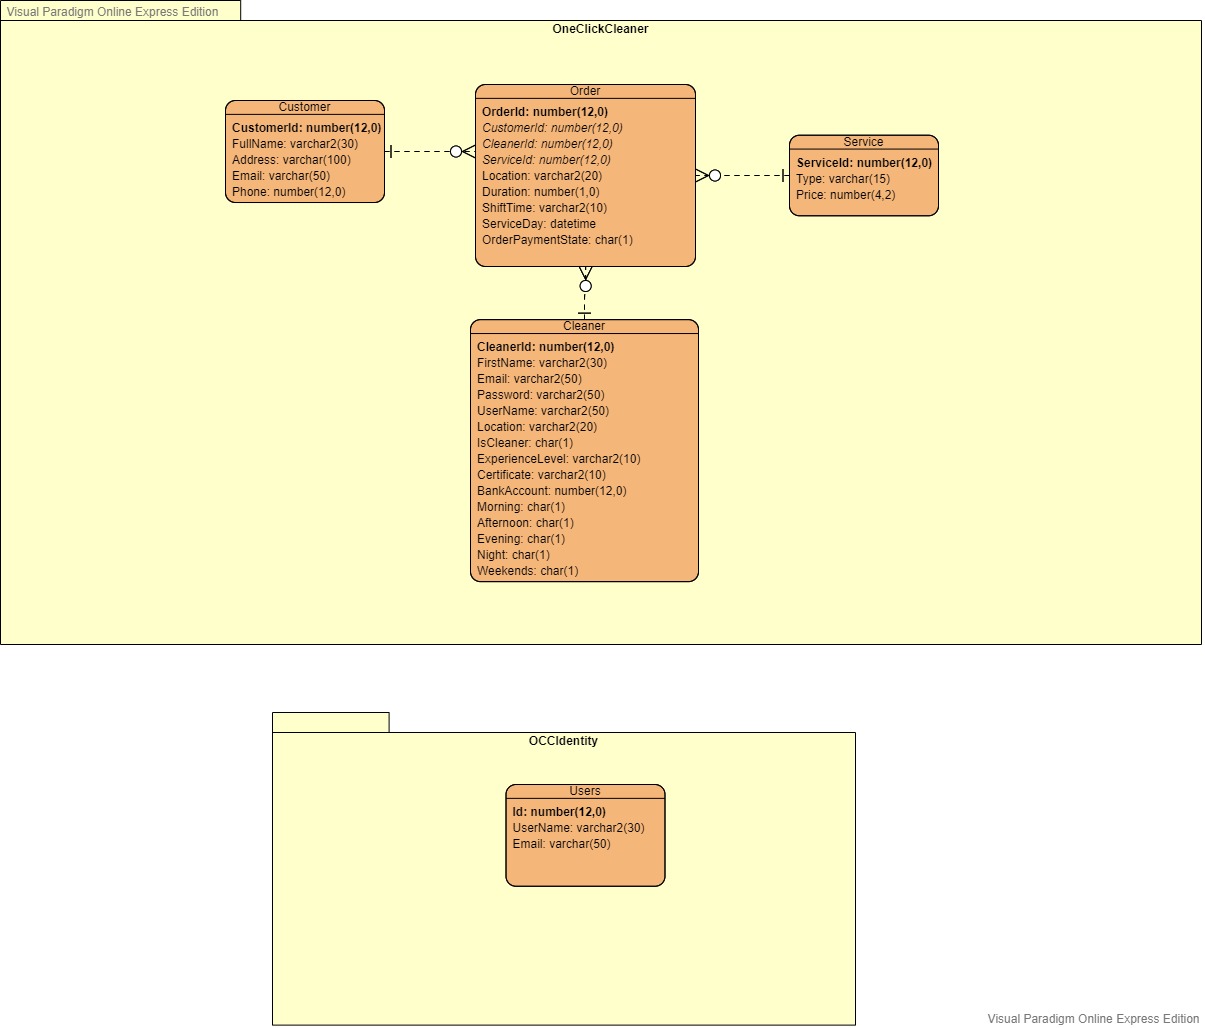 Visual Paradigm Online Express Edition
OneClickCleaner
Customer
CustomerId: number(12,0)
FullName: varchar2(30)
Address: varchar(100)
Email: varchar(50)
Phone: number(12,0)
Order
OrderId: number(12,0)
CustomerId: number(12,0)
CleanerId: number(12,0)
ServiceId: number(12,0)
Location: varchar2(20)
Duration: number(1,0)
ShiftTime: varchar2(10)
ServiceDay: datetime
OrderPaymentState: char(1)
Service
ServiceId: number(12,0)
Type: varchar(15)
Price: number(4,2)
Cleaner
CleanerId: number(12,0)
FirstName: varchar2(30)
Email: varchar2(50)
Password: varchar2(50)
UserName: varchar2(50)
Location: varchar2(20)
IsCleaner: char(1)
ExperienceLevel: varchar2(10)
Certificate: varchar2(10)
BankAccount: number(12,0)
Morning: char(1)
Afternoon: char(1)
Evening: char(1)
Night: char(1)
Weekends: char(1)
OCCIdentity
Users
Id: number(12,0)
UserName: varchar2(30)
Email: varchar(50)
Visual Paradigm Online Express Edition